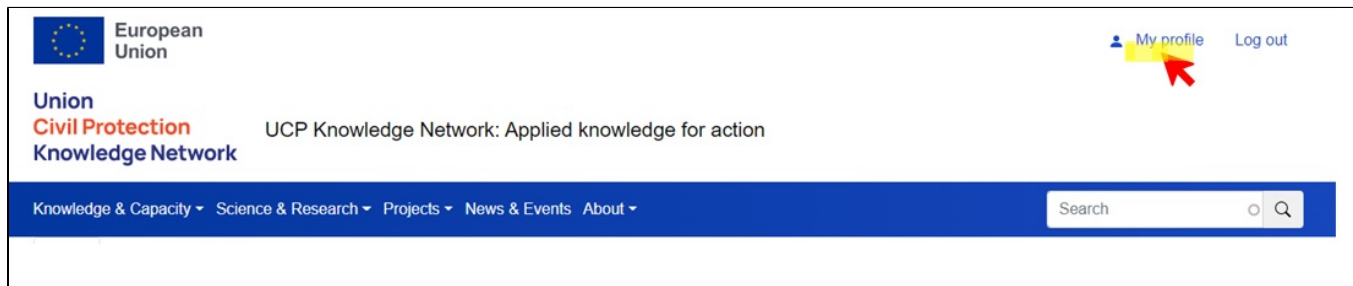 European
Union
My profile Log out
Union
Civil Protection
Knowledge Network
UCP Knowledge Network: Applied knowledge for action
Knowledge & Capacity Science & Research Projects News & Events About Search